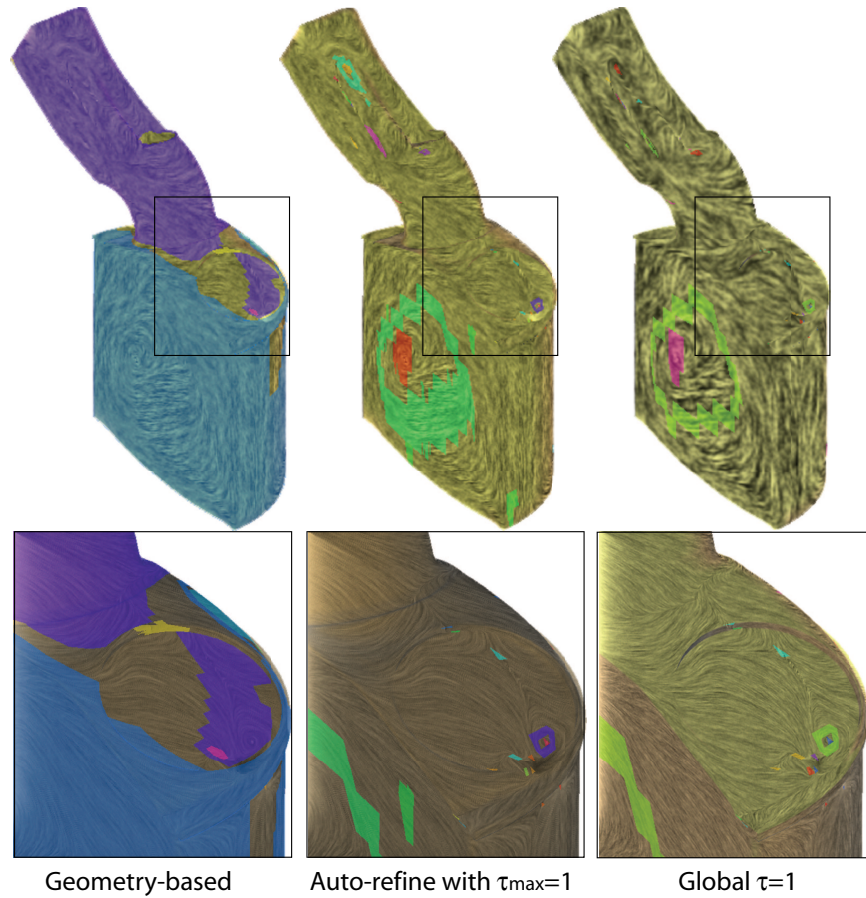 Geometry-based
Auto-refine with τmax=1
Global τ=1